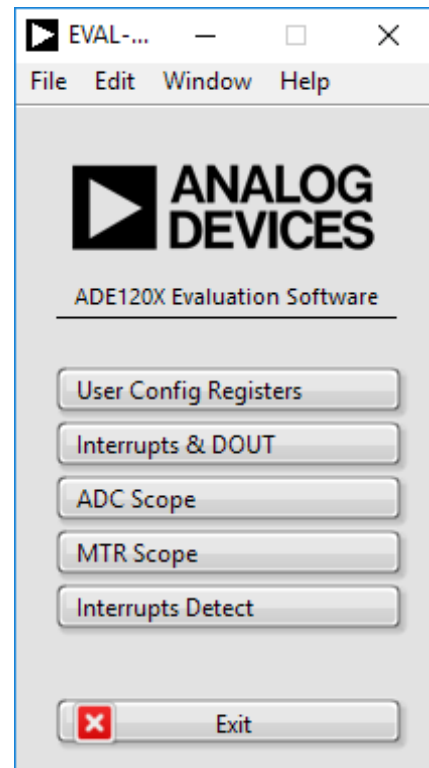 EVAL-...
File Edit Window Help
ANALOG
DEVICES
ADE120X Evaluation Software
User Config Registers
Interrupts & DOUT
ADC Scope
MTR Scope
Interrupts Detect
Exit